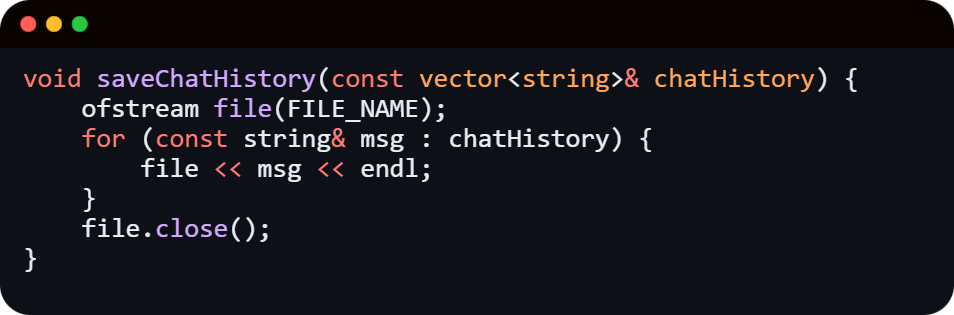 void saveChatHistory(const vector<string>& chatHistory) {
    ofstream file(FILE_NAME);
    for (const string& msg : chatHistory) {
        file << msg << endl;
    }
    file.close();
}